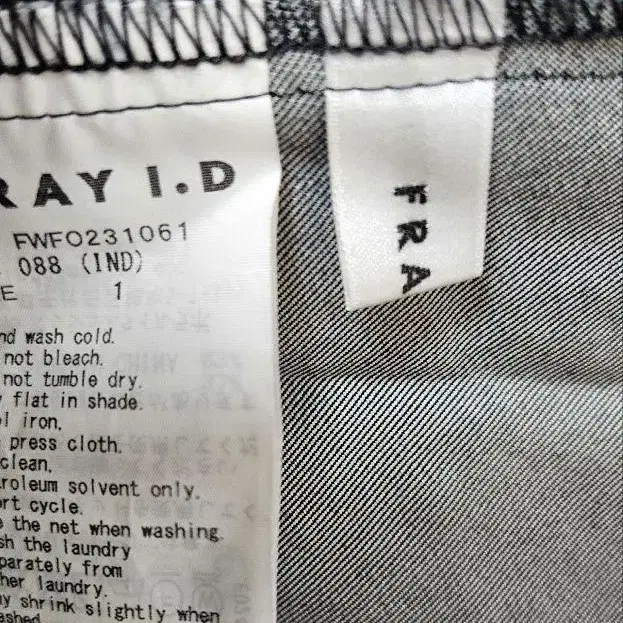 RAY I.D
FWFO231061
088 (IND)
E 1
nd wash cold.
not bleach.
not tumble dry.
flat in shade.
l iron,
press cloth.
clean,
roleum solvent only.
rt cycle.
e the net when washing.
sh the laundry
parately from
her laundry.
ay shrink slightly when
ashed
FRA